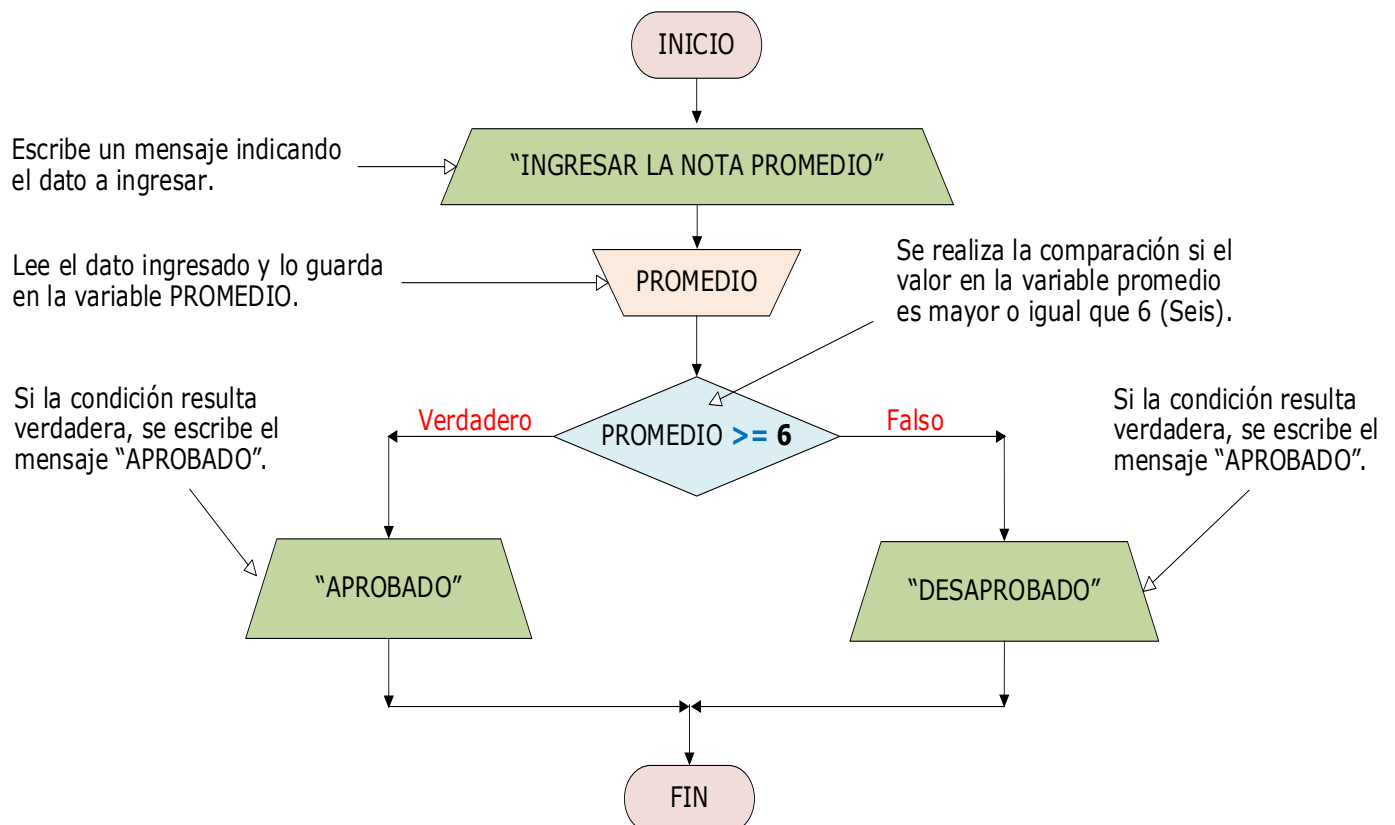 INICIO
Escribe un mensaje indicando
el dato a ingresar.
“INGRESAR LA NOTA PROMEDIO”
Lee el dato ingresado y lo guarda
en la variable PROMEDIO.
PROMEDIO
Se realiza la comparación si el
valor en la variable promedio
es mayor o igual que 6 (Seis).
Si la condición resulta
verdadera, se escribe el
mensaje “APROBADO”.
Verdadero
PROMEDIO >= 6
Falso
Si la condición resulta
verdadera, se escribe el
mensaje “APROBADO”.
“APROBADO”
“DESAPROBADO”
FIN